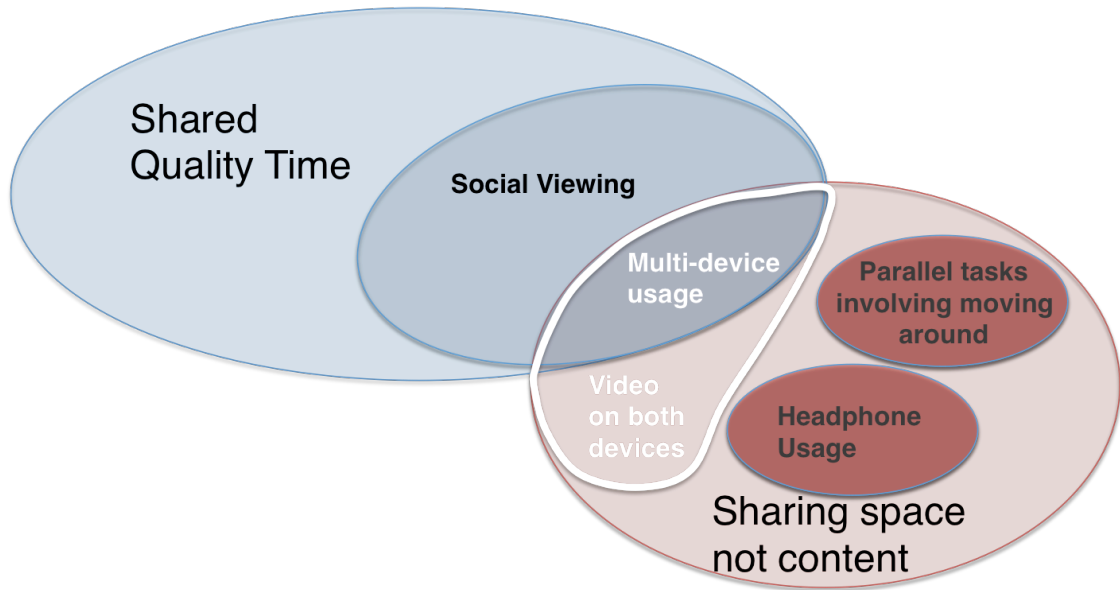 Shared
Quality Time
Social Viewing
Multi-device
usage
Parallel tasks
involving moving
around
Video
on both
devices
Headphone
Usage
Sharing space
not content